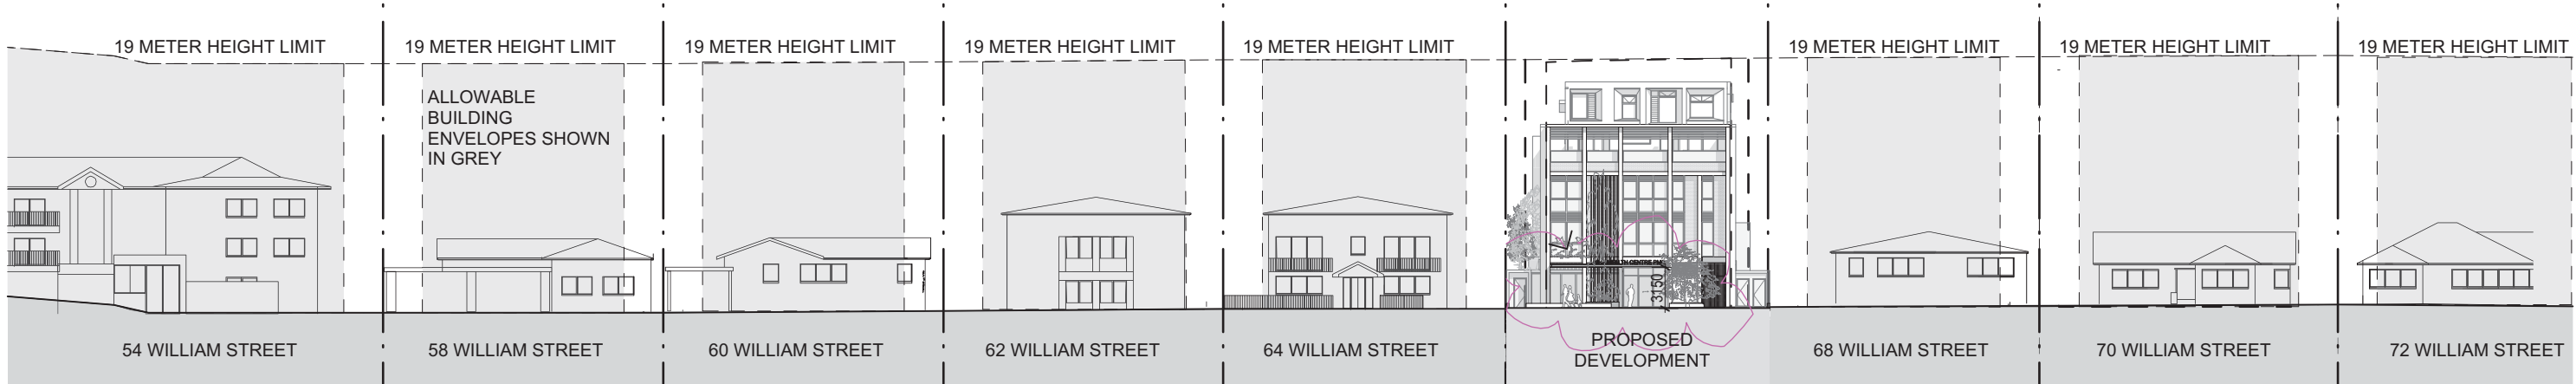 19 METER HEIGHT LIMIT
19 METER HEIGHT LIMIT
19 METER HEIGHT LIMIT
19 METER HEIGHT LIMIT
19 METER HEIGHT LIMIT
19 METER HEIGHT LIMIT
19 METER HEIGHT LIMIT
19 METER HEIGHT LIMIT
ALLOWABLE
BUILDING
ENVELOPES SHOWN
IN GREY
3150
54 WILLIAM STREET
58 WILLIAM STREET
60 WILLIAM STREET
62 WILLIAM STREET
64 WILLIAM STREET
PROPOSED
DEVELOPMENT
68 WILLIAM STREET
70 WILLIAM STREET
72 WILLIAM STREET